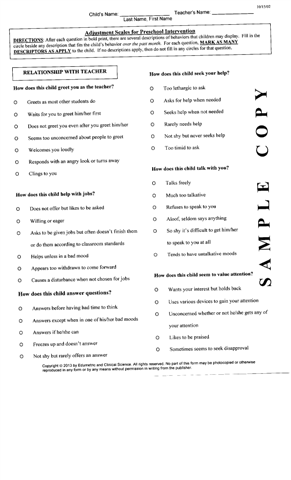 10/15/02
Child's Name: Teacher's Name:
Last Name, First Name
Adjustment Scales for Preschool Intervention
DIRECTIONS: After each question in bold print, there are several descriptions of behaviors that children may display. Fill in the
circle beside any description that fits the child's behavior over the past month. For each question, MARK AS MANY
DESCRIPTORS AS APPLY to the child. If no descriptions apply, then do not fill in any circles for that question.
RELATIONSHIP WITH TEACHER
How does this child greet you as the teacher?
O Greets as most other students do
O Waits for you to greet him/her first
O Does not greet you even after you greet him/her
O Seems too unconcerned about people to greet
O Welcomes you loudly
O Responds with an angry look or turns away
O Clings to you
How does this child help with jobs?
O Does not offer but likes to be asked
O Willing or eager
O Asks to be given jobs but often doesn't finish them
or do them according to classroom standards
O Helps unless in a bad mood
O Appears too withdrawn to come forward
O Causes a disturbance when not chosen for jobs
How does this child answer questions?
O Answers before having had time to think
O Answers except when in one of his/her bad moods
O Answers if he/she can
O Freezes up and doesn't answer
O Not shy but rarely offers an answer
How does this child seek your help?
O Too lethargic to ask
O Asks for help when needed
O Seeks help when not needed
O Rarely needs help
O Not shy but never seeks help
O Too timid to ask
How does this child talk with you?
O Talks freely
O Much too talkative
O Refuses to speak to you
O Aloof, seldom says anything
O So shy it's difficult to get him/her
to speak to you at all
O Tends to have unrealistic moods
How does this child seem to value attention?
O Wants your interest but holds back
O Uses various devices to gain your attention
O Unconcerned whether or not he/she gets any of
your attention
O Likes to be praised
O Sometimes seems to seek disapproval
SAMPLE COPY
Copyright © 2013 by Edumetric and Clinical Science. All rights reserved. No part of this form may be photocopied or otherwise
reproduced in any form or by any means without permission in writing from the publisher.